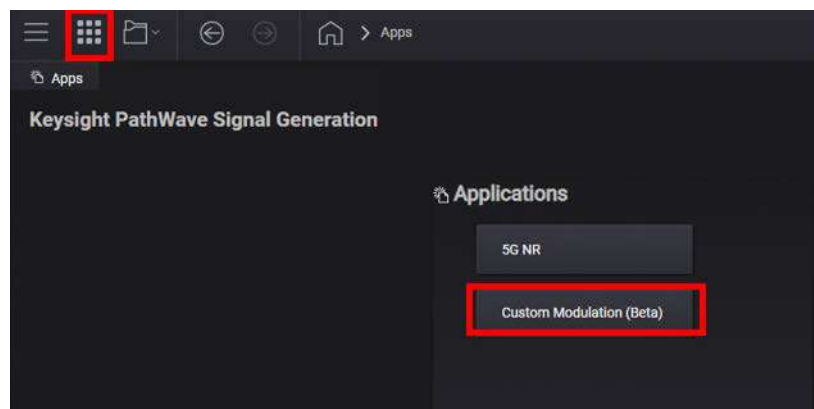 Apps
Apps
Keysight PathWave Signal Generation
Applications
5G NR
Custom Modulation (Beta)